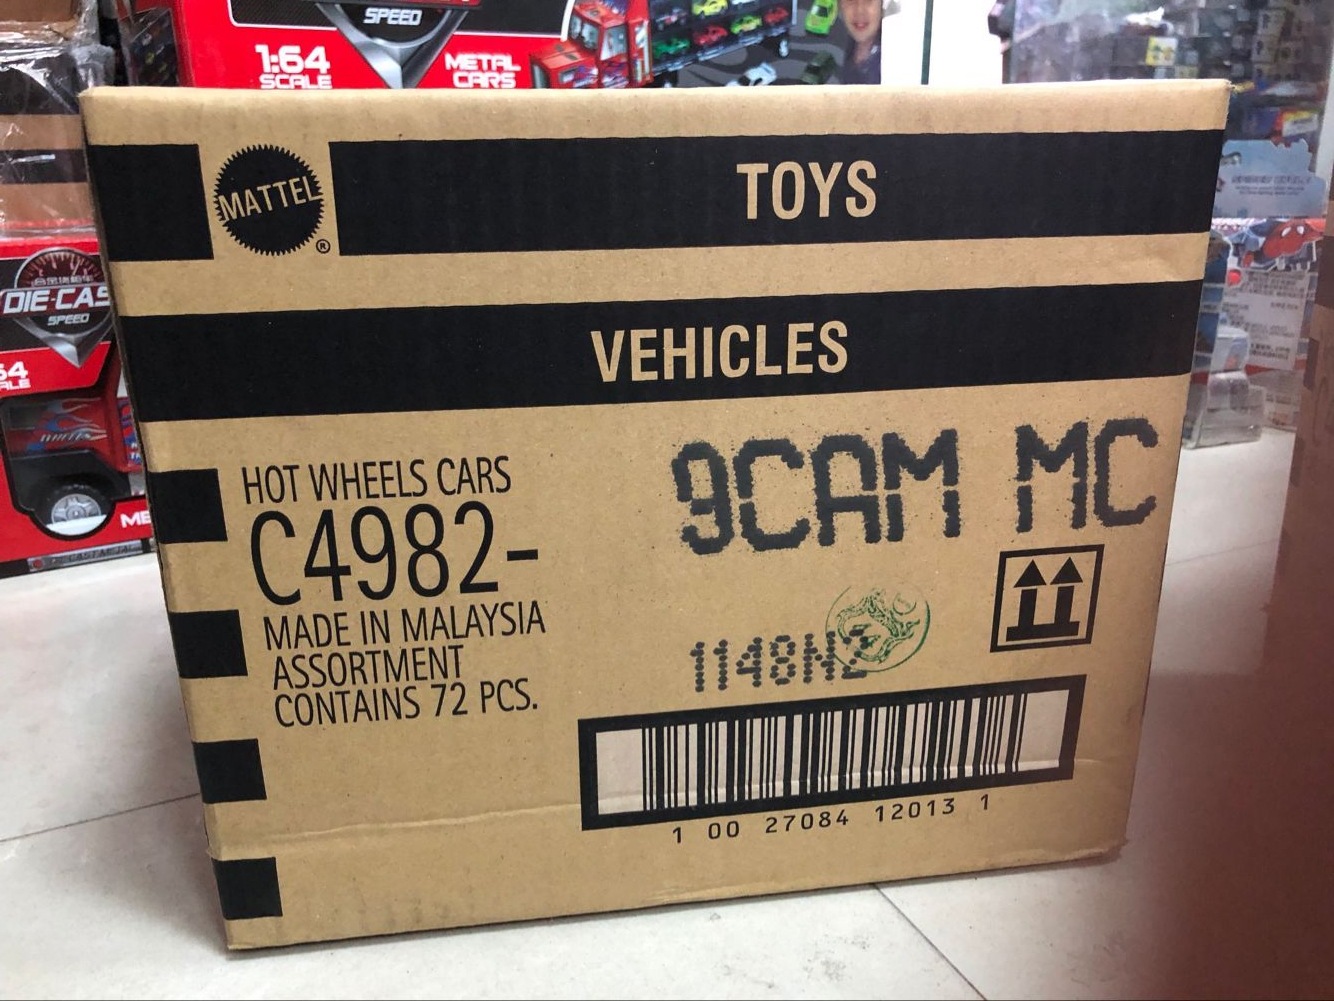 SPEED
1:64
SCALE
METAL
CARS
MATTEL
®
TOYS
VEHICLES
DIE-CAS
SPEED
HOT WHEELS CARS
C4982-
MADE IN MALAYSIA
ASSORTMENT
CONTAINS 72 PCS.
9CAM MC
1148N
1 00 27084 12013 1